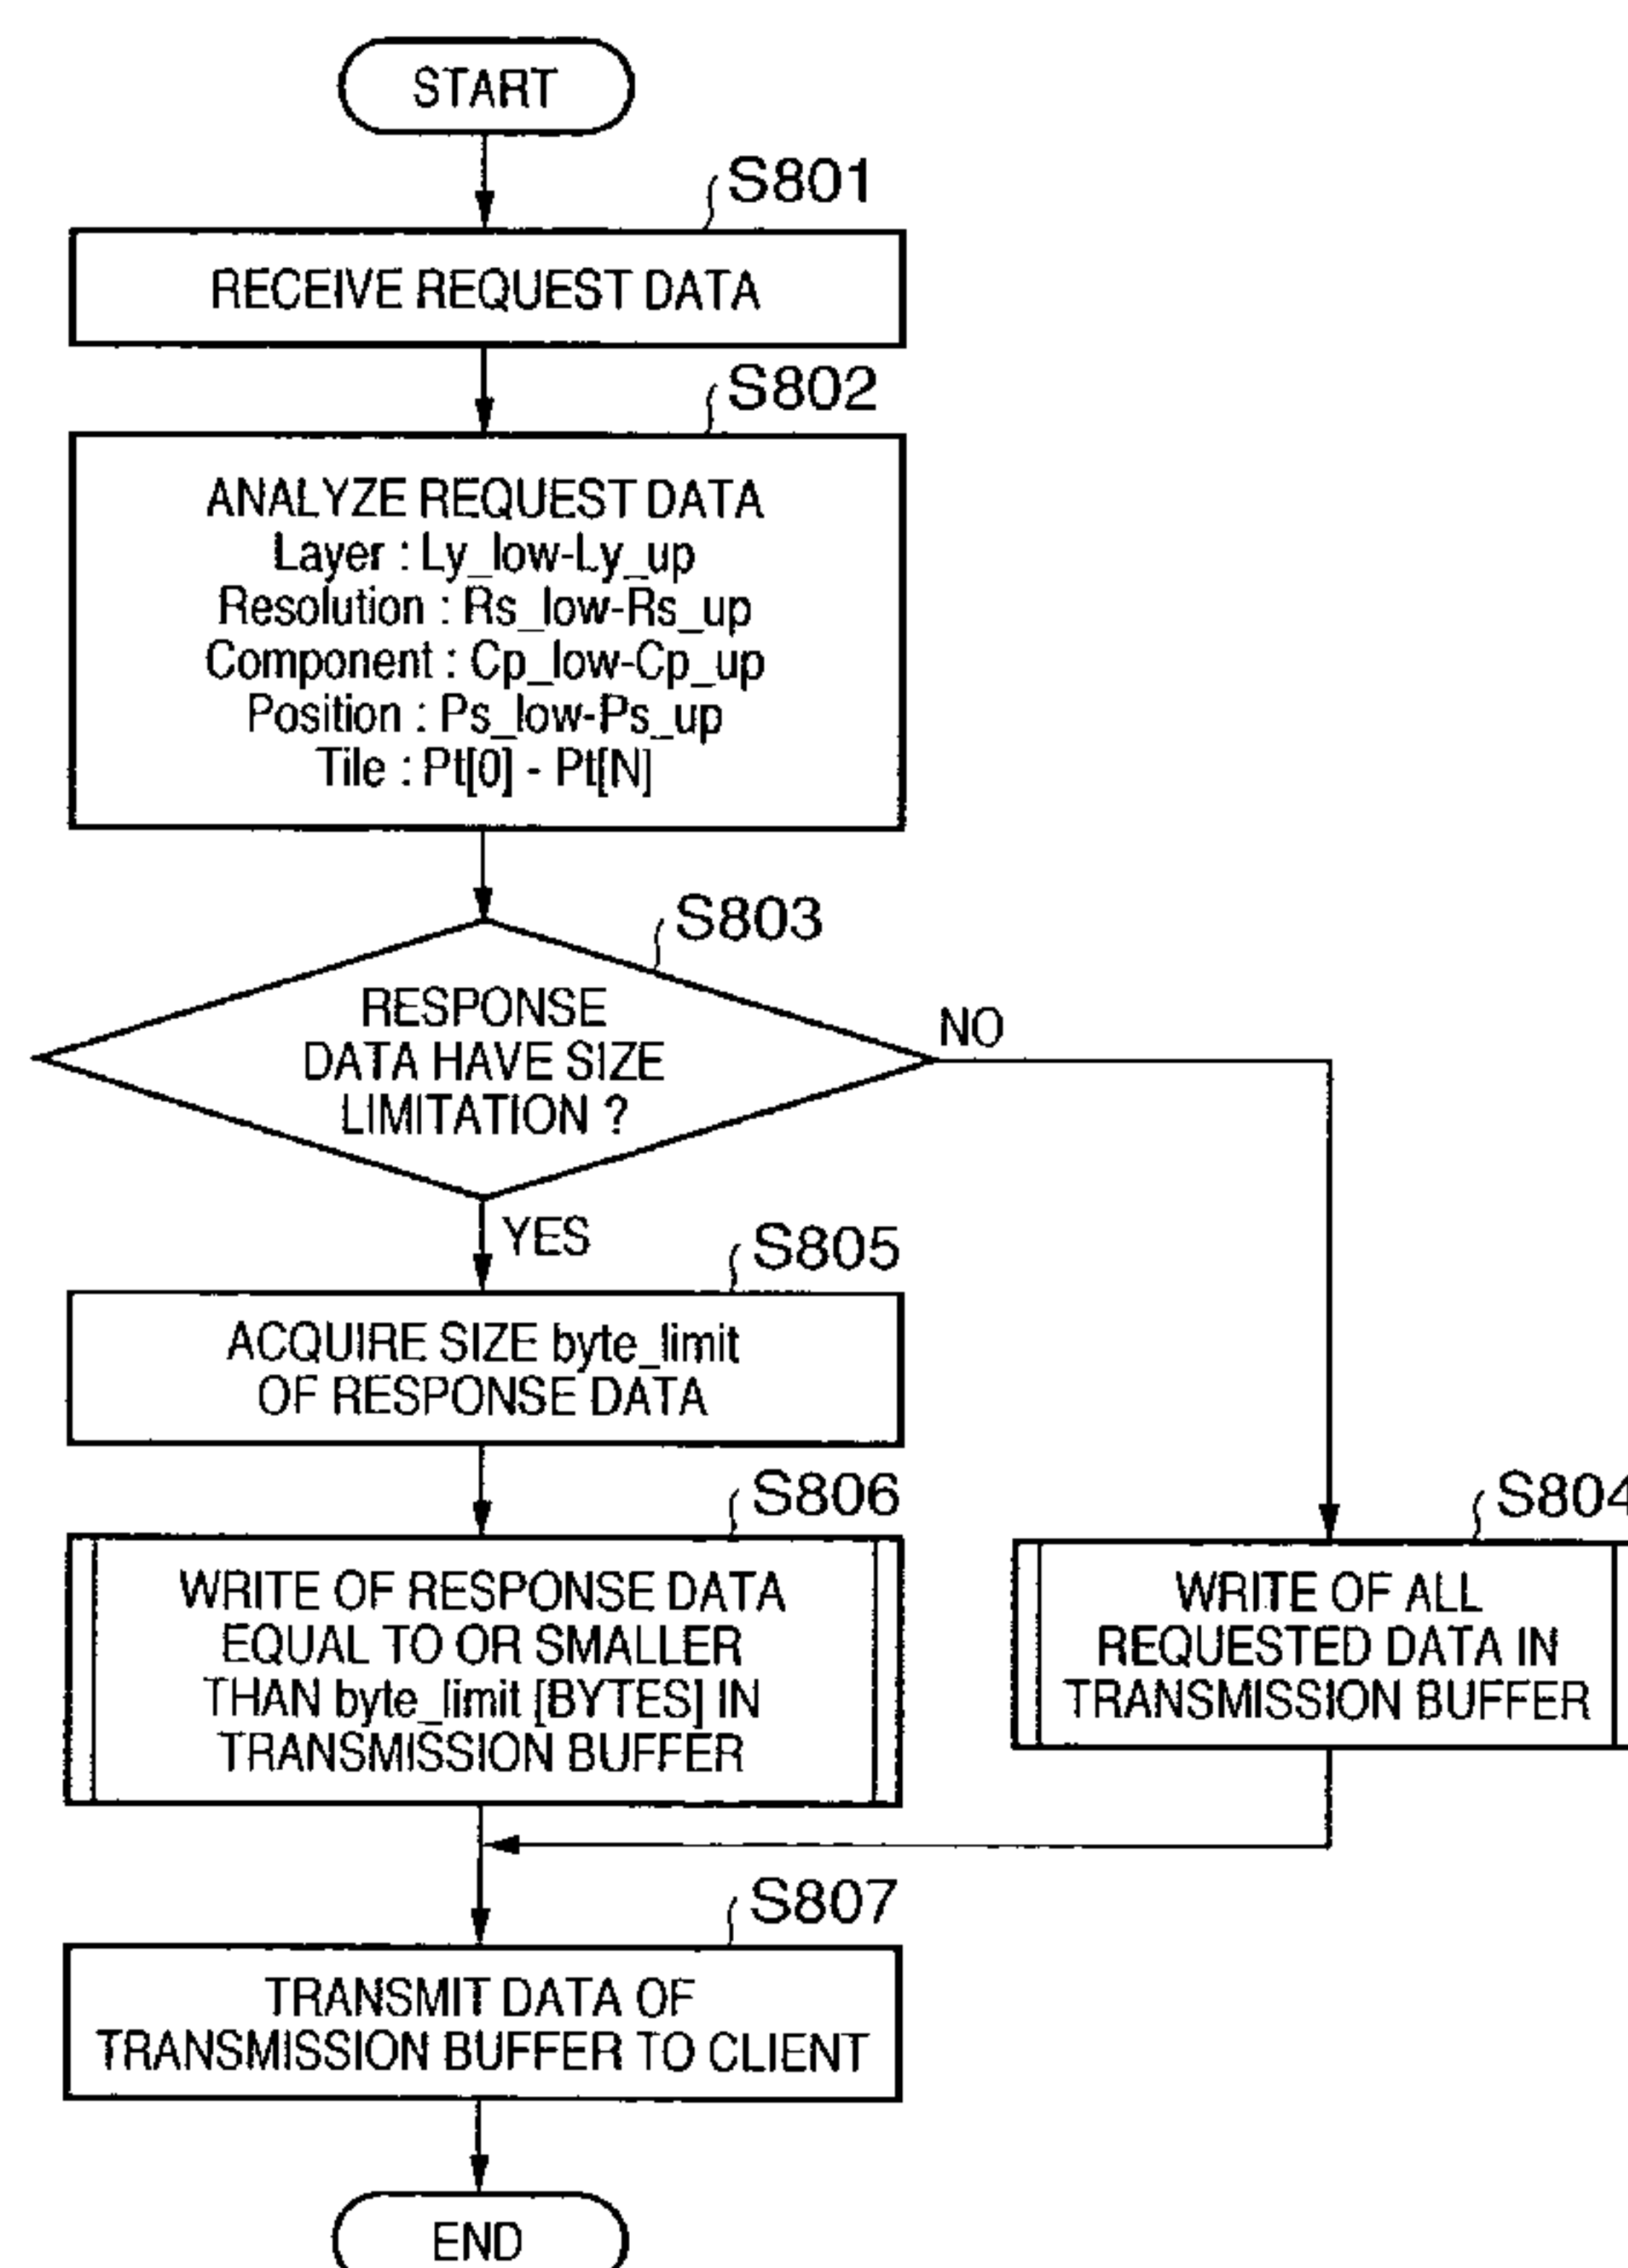 START
S801
RECEIVE REQUEST DATA
S802
ANALYZE REQUEST DATA
Layer : Ly_low-Ly_up
Resolution : Rs_low-Rs_up
Component : Cp_low-Cp_up
Position : Ps_low-Ps_up
Tile : Pt[0] - Pt[N]
S803
RESPONSE
DATA HAVE SIZE
LIMITATION ?
NO
YES
S805
ACQUIRE SIZE byte_limit
OF RESPONSE DATA
S806
WRITE OF RESPONSE DATA
EQUAL TO OR SMALLER
THAN byte_limit [BYTES] IN
TRANSMISSION BUFFER
S804
WRITE OF ALL
REQUESTED DATA IN
TRANSMISSION BUFFER
S807
TRANSMIT DATA OF
TRANSMISSION BUFFER TO CLIENT
END